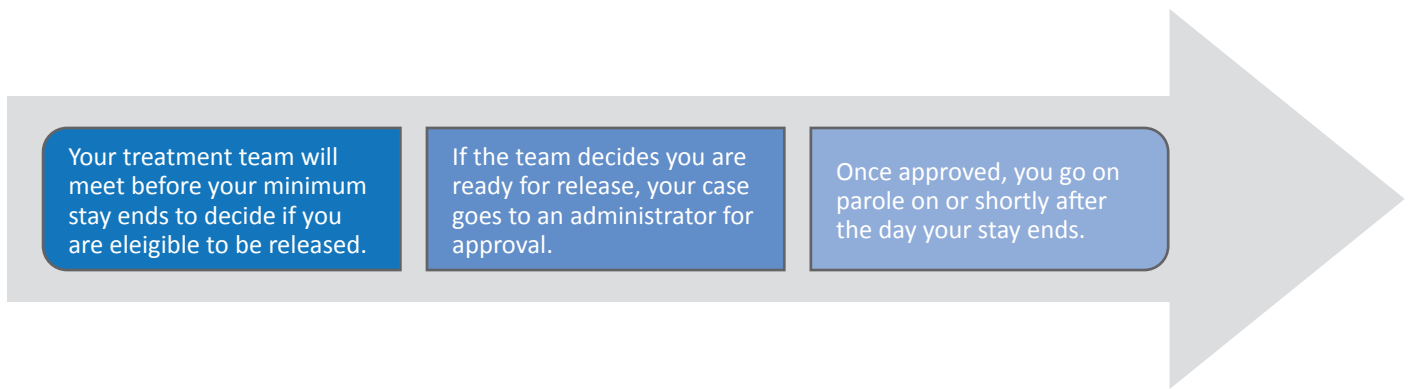 Your treatment team will
meet before your minimum
stay ends to decide if you
are eleigible to be released.
If the team decides you are
ready for release, your case
goes to an administrator for
approval.
Once approved, you go on
parole on or shortly after
the day your stay ends.